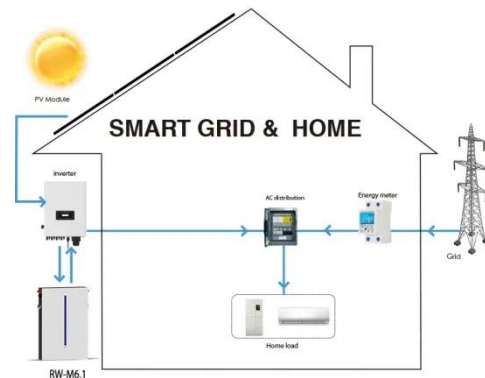 PV Module
SMART GRID & HOME
inverter
AC distribution
Energy meter
Grid
Home load
RW-M6.1